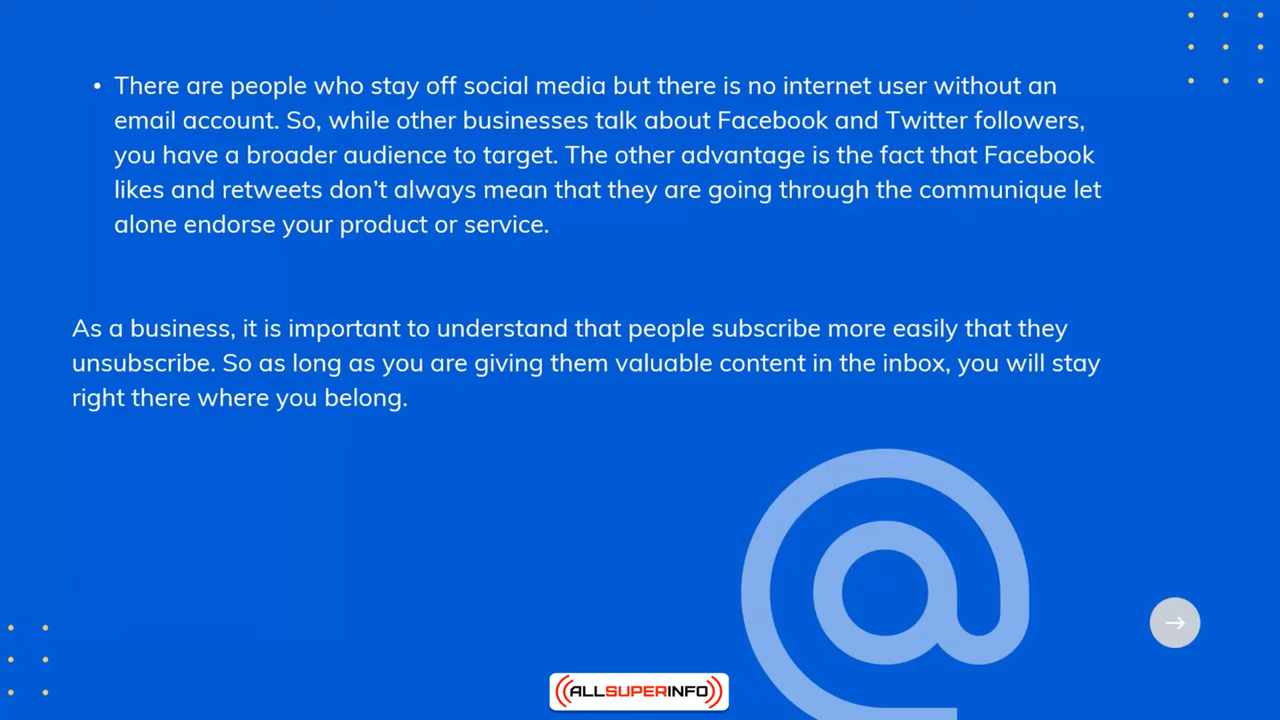 • There are people who stay off social media but there is no internet user without an
email account. So, while other businesses talk about Facebook and Twitter followers,
you have a broader audience to target. The other advantage is the fact that Facebook
likes and retweets don’t always mean that they are going through the communique let
alone endorse your product or service.
As a business, it is important to understand that people subscribe more easily that they
unsubscribe. So as long as you are giving them valuable content in the inbox, you will stay
right there where you belong.
@
ALLSUPERINFO